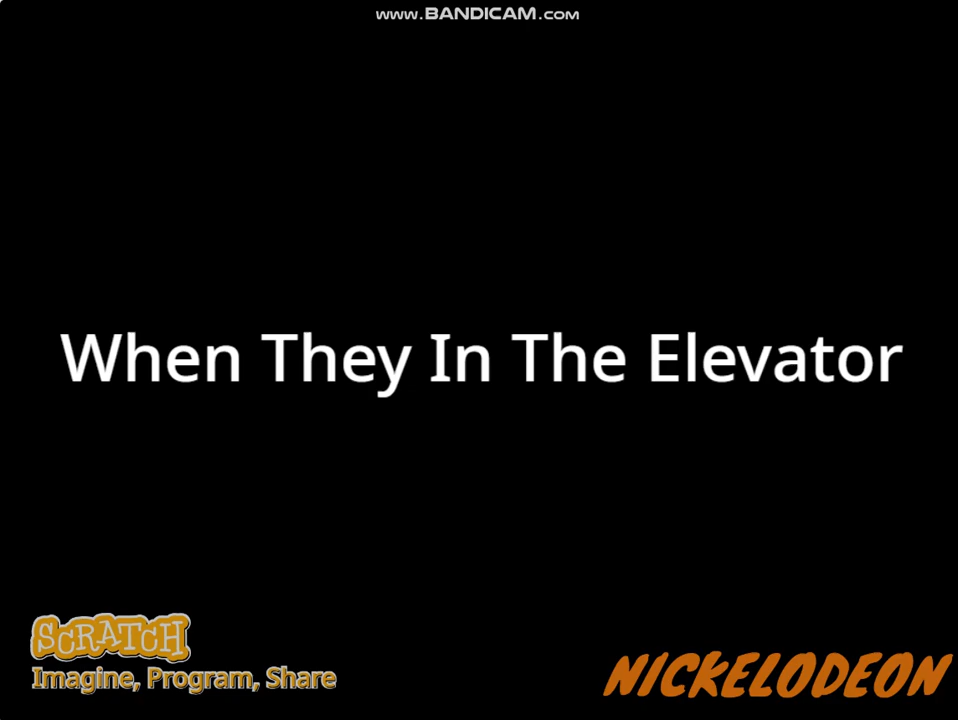 www.BANDICAM.com
When They In The Elevator
SCRATCH
Imagine, Program, Share
NICKELODEON